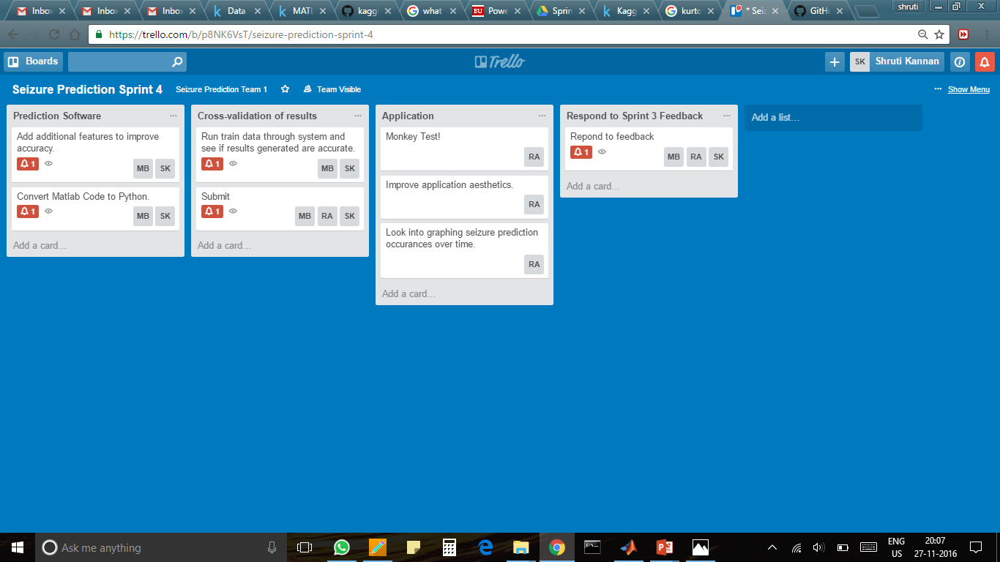 Inbox
Inbox
Inbox
Data
MATL
kaggl
what
BU Powe
Sprin
Kagg
kurto
* Seiz
GitHu
shruti
https://trello.com/b/p8NK6VsT/seizure-prediction-sprint-4
Boards
Trello
SK Shruti Kannan
Seizure Prediction Sprint 4 Seizure Prediction Team 1 Team Visible
Show Menu
Prediction Software
Add additional features to improve
accuracy.
1
MB SK
Convert Matlab Code to Python.
1
MB SK
Add a card...
Cross-validation of results
Run train data through system and
see if results generated are accurate.
1
MB SK
Submit
1
MB RA SK
Add a card...
Application
Monkey Test!
RA
Improve application aesthetics.
RA
Look into graphing seizure prediction
occurances over time.
RA
Add a card...
Respond to Sprint 3 Feedback
Repond to feedback
1
MB RA SK
Add a card...
Add a list...
Ask me anything
ENG
US
20:07
27-11-2016